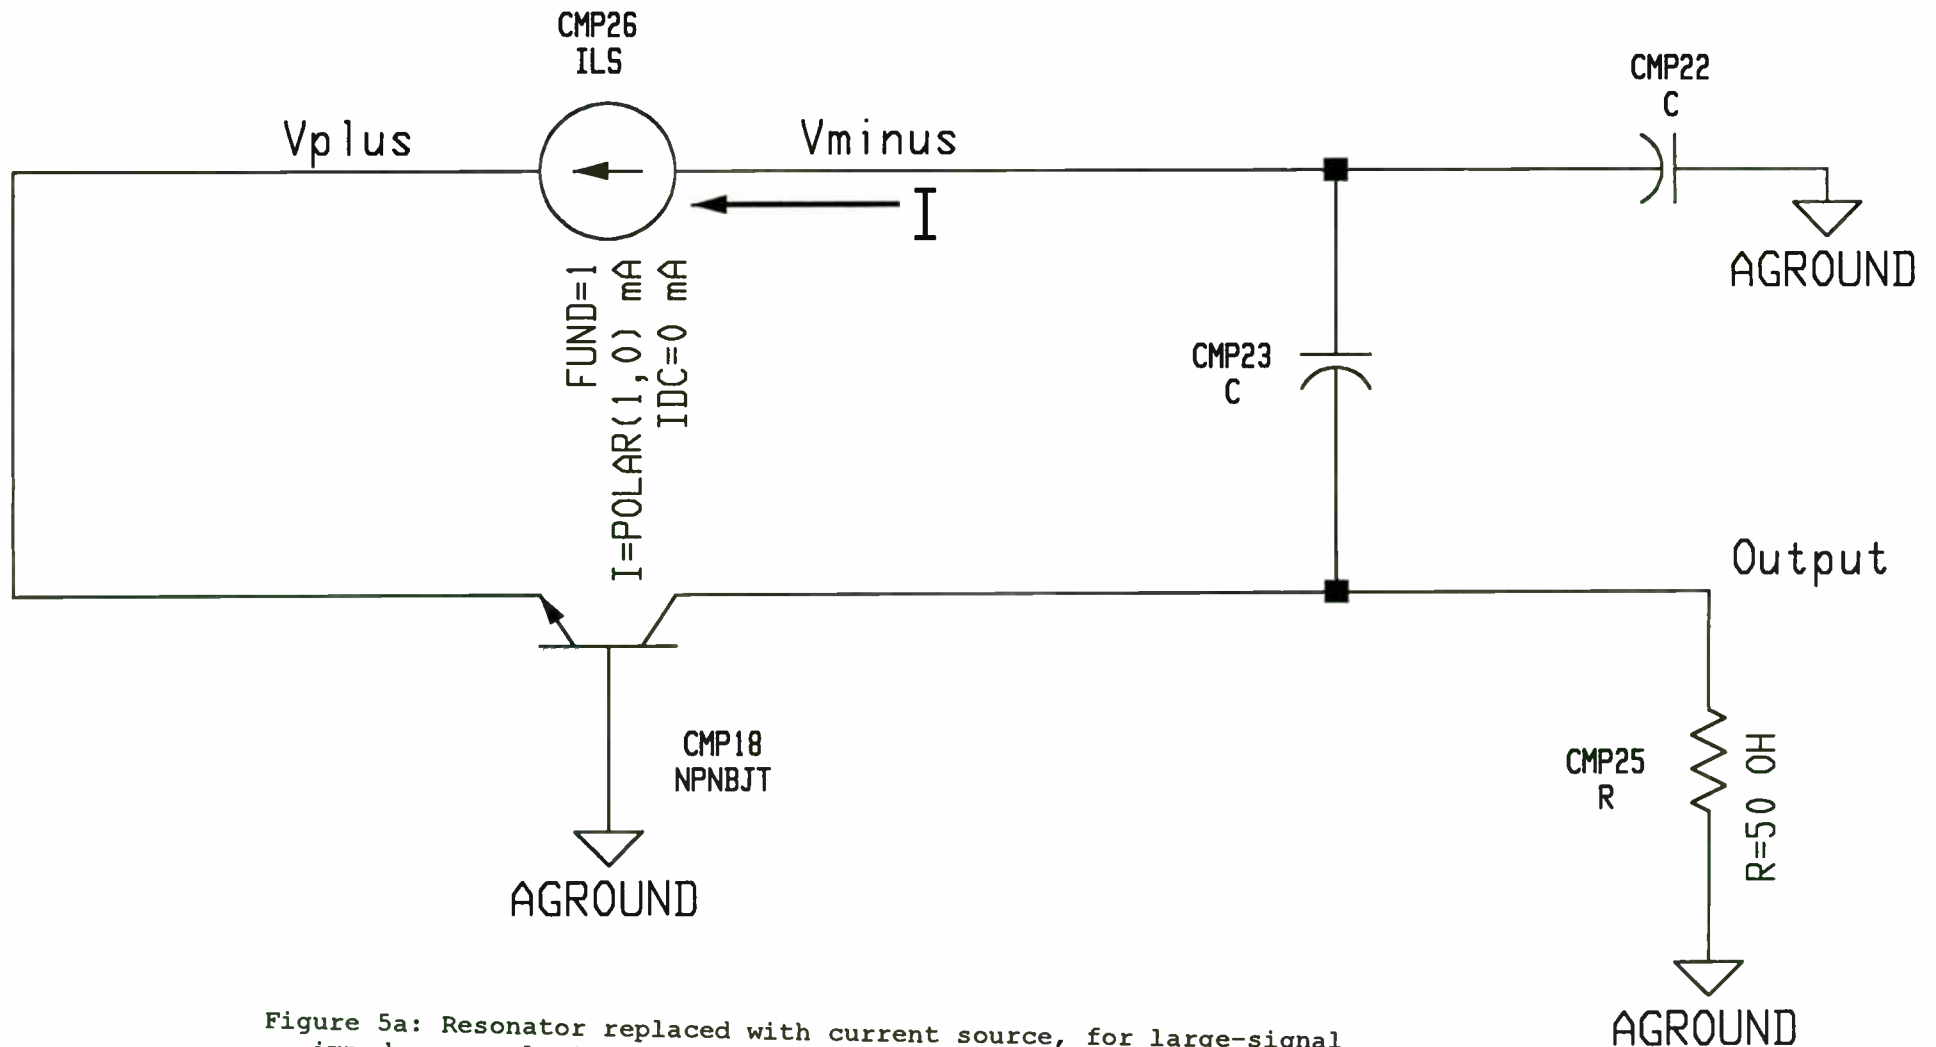 CMP26
ILS
CMP22
C
Vplus
Vminus
I
AGROUND
FUND=1
I=POLAR(1,0) mA
IDC=0 mA
CMP23
C
Output
CMP18
NPNBJT
CMP25
R
R=50 OH
AGROUND
AGROUND
Figure 5a: Resonator replaced with current source, for large-signal